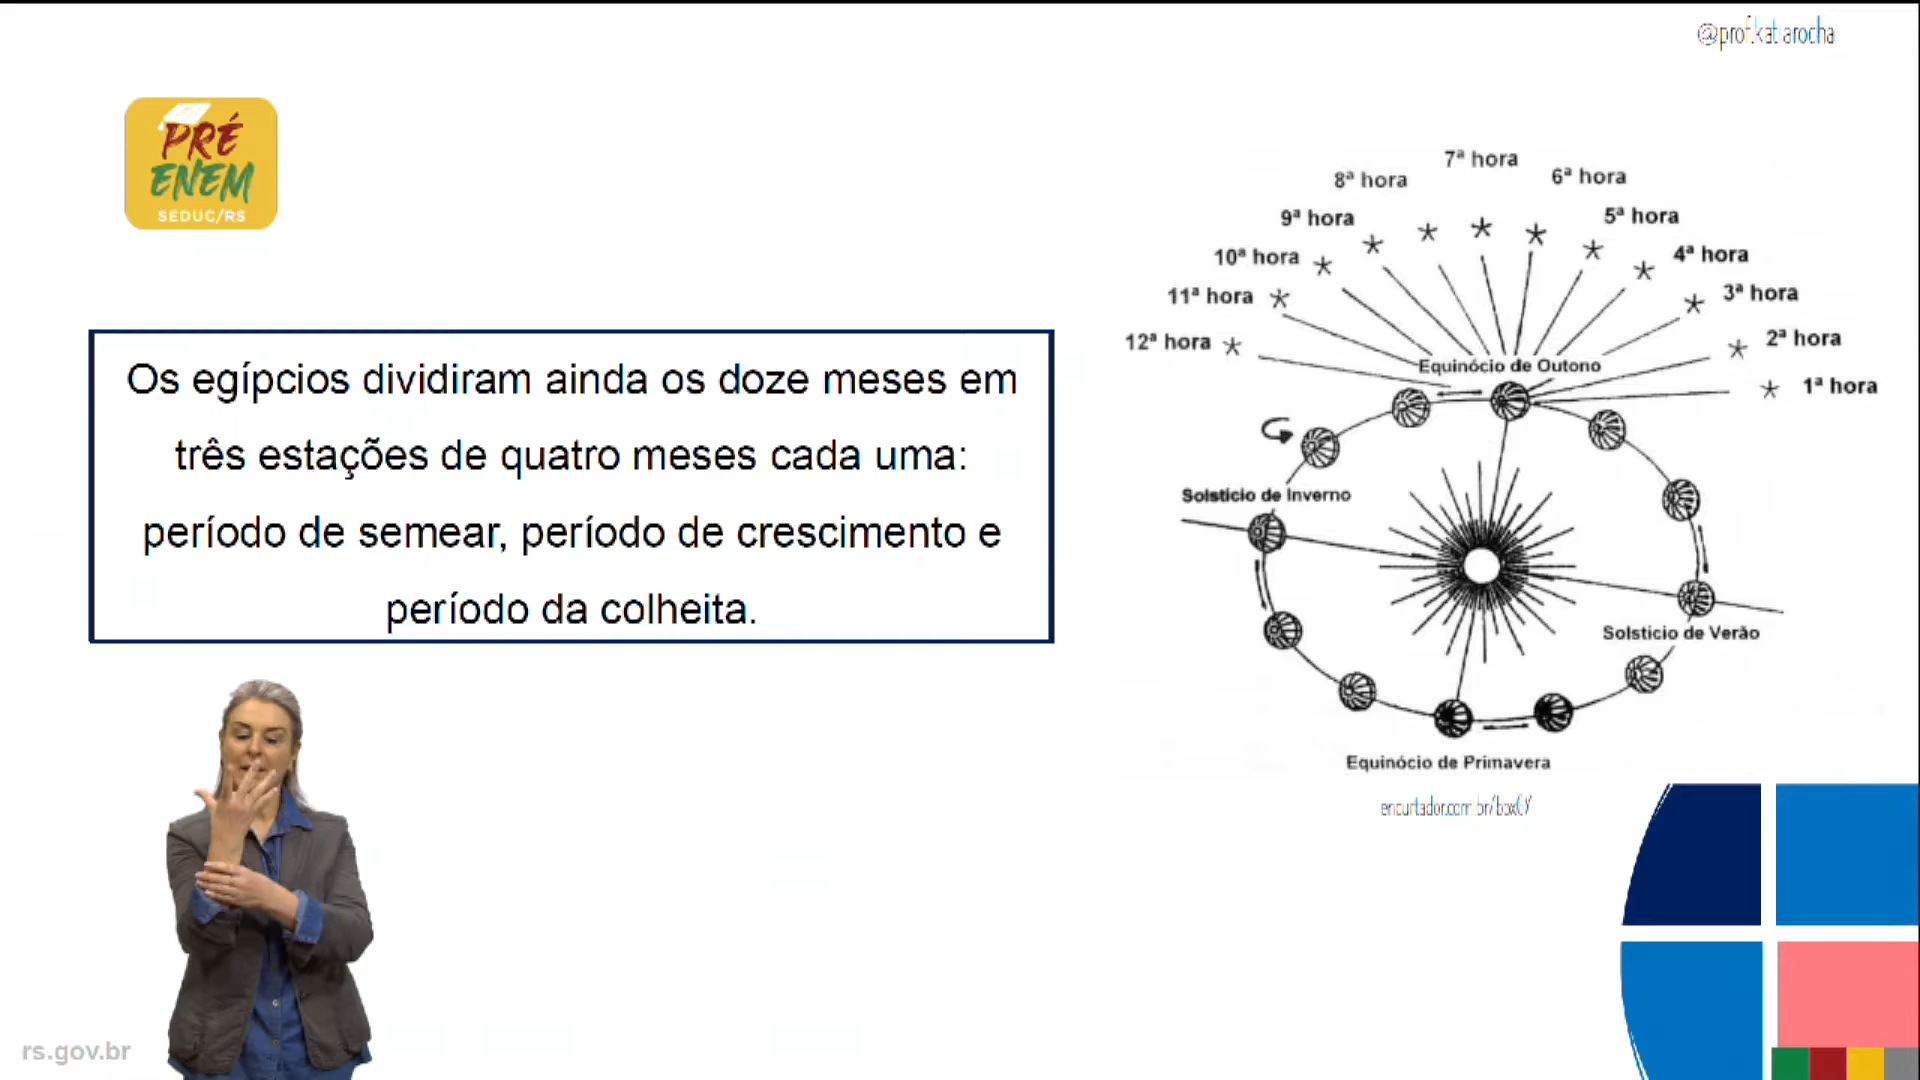 @prof.katiarocha
PRÉ
ENEM
SEDUC/RS
Os egípcios dividiram ainda os doze meses em
três estações de quatro meses cada uma:
período de semear, período de crescimento e
período da colheita.
7ª hora
8ª hora
6ª hora
9ª hora
5ª hora
10ª hora
4ª hora
11ª hora
3ª hora
12ª hora
2ª hora
1ª hora
Equinócio de Outono
Solsticio de Inverno
Solsticio de Verão
Equinócio de Primavera
rs.gov.br